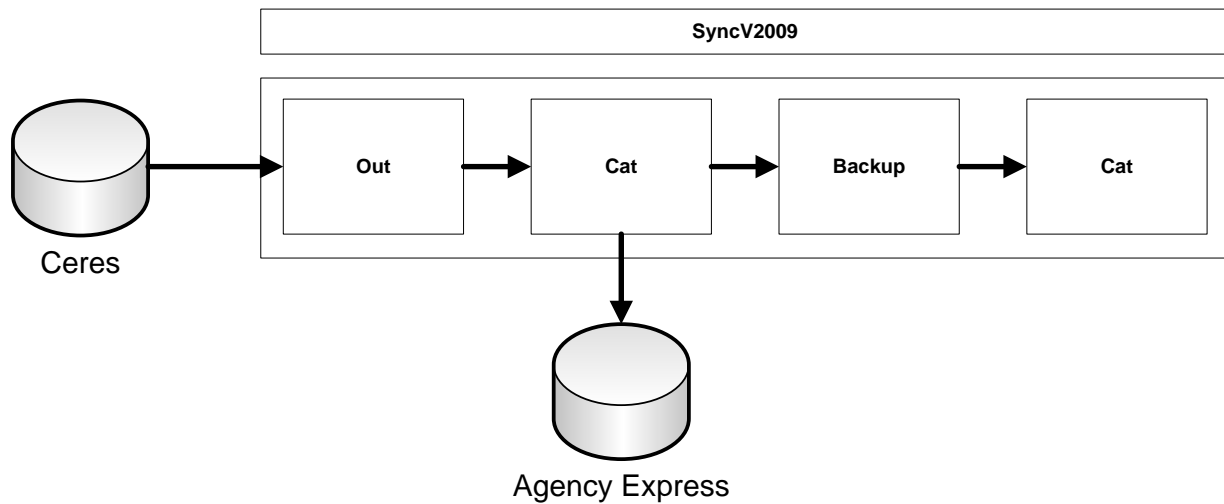 SyncV2009
Out
Cat
Backup
Cat
Ceres
Agency Express